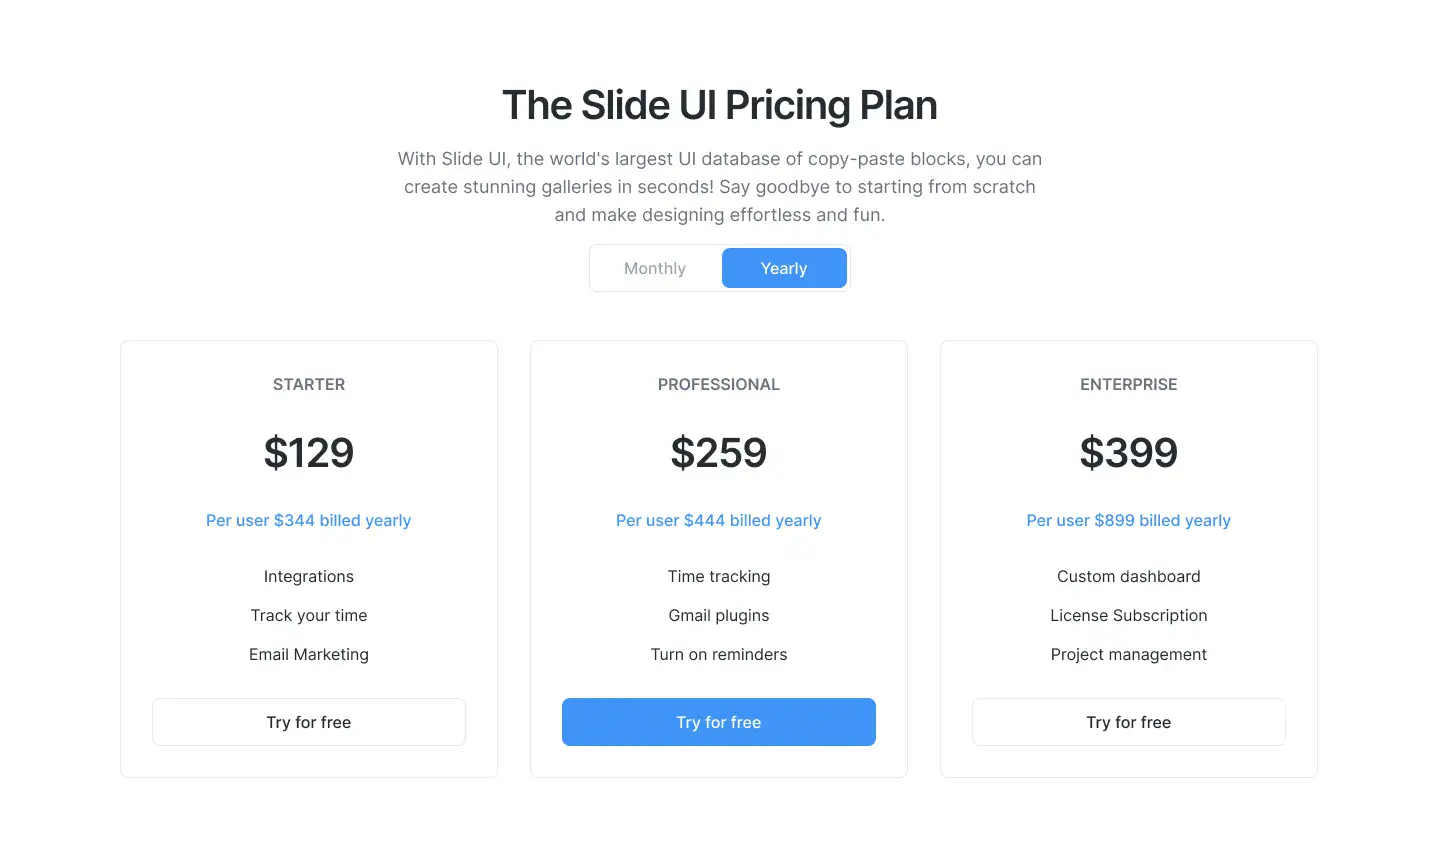 The Slide UI Pricing Plan
With Slide UI, the world's largest UI database of copy-paste blocks, you can
create stunning galleries in seconds! Say goodbye to starting from scratch
and make designing effortless and fun.
Monthly
Yearly
STARTER
$129
Per user $344 billed yearly
Integrations
Track your time
Email Marketing
Try for free
PROFESSIONAL
$259
Per user $444 billed yearly
Time tracking
Gmail plugins
Turn on reminders
Try for free
ENTERPRISE
$399
Per user $899 billed yearly
Custom dashboard
License Subscription
Project management
Try for free